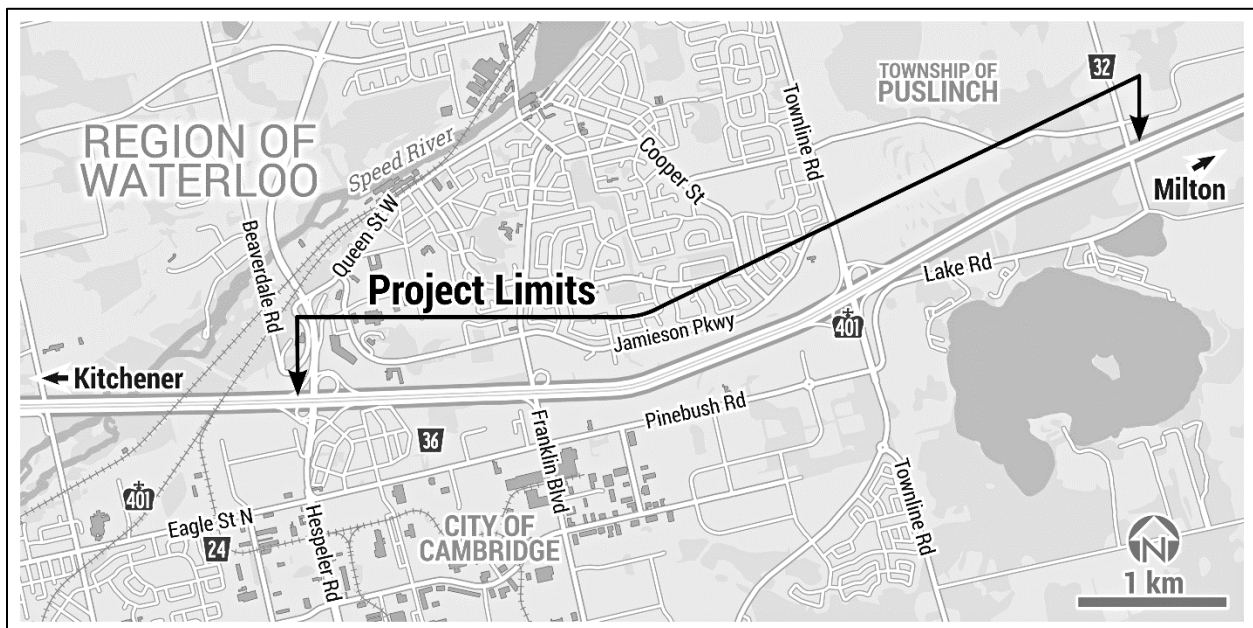 32
TOWNSHIP OF
PUSLINCH
Townline Rd
REGION OF
WATERLOO
Speed River
Cooper St
Milton
Queen St W
Beaverdale Rd
Lake Rd
Project Limits
401
Jamieson Pkwy
Kitchener
Pinebush Rd
36
Franklin Blvd
401
Eagle St N
24
Hespeler Rd
CITY OF
CAMBRIDGE
Townline Rd
N
1 km